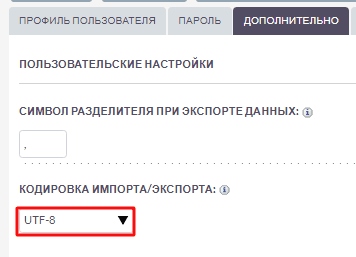 ПРОФИЛЬ ПОЛЬЗОВАТЕЛЯ ПАРОЛЬ ДОПОЛНИТЕЛЬНО
ПОЛЬЗОВАТЕЛЬСКИЕ НАСТРОЙКИ
СИМВОЛ РАЗДЕЛИТЕЛЯ ПРИ ЭКСПОРТЕ ДАННЫХ:
,
КОДИРОВКА ИМПОРТА/ЭКСПОРТА:
UTF-8